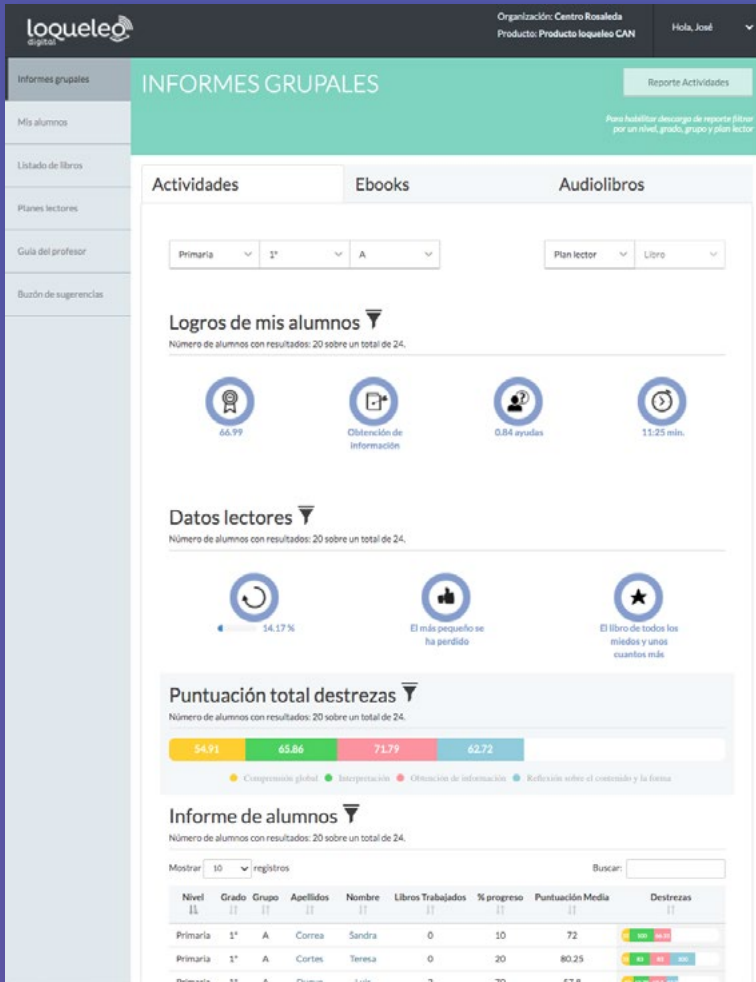 loqueleo
digital
Organización: Centro Rosaleda
Producto: Producto loqueleo CAN
Hola, José
Informes grupales
Mis alumnos
Listado de libros
Planes lectores
Guía del profesor
Buzón de sugerencias
INFORMES GRUPALES
Reporte Actividades
Para habilitar descarga de reporte filtrar
por un nivel, grado, grupo y plan lector
Actividades Ebooks Audiolibros
Primaria 1° A Plan lector Libro
Logros de mis alumnos
Número de alumnos con resultados: 20 sobre un total de 24.
66.99 Obtención de información 0.84 ayudas 11:25 min.
Datos lectores
Número de alumnos con resultados: 20 sobre un total de 24.
14.17 %
El más pequeño se
ha perdido
El libro de todos los
miedos y unos
cuantos más
Puntuación total destrezas
Número de alumnos con resultados: 20 sobre un total de 24.
54.91 65.86 71.79 62.72
Comprensión global Interpretación Obtención de información Reflexión sobre el contenido y la forma
Informe de alumnos
Número de alumnos con resultados: 20 sobre un total de 24.
Mostrar 10 registros Buscar:
Nivel Grado Grupo Apellidos Nombre Libros Trabajados % progreso Puntuación Media Destrezas
Primaria 1° A Correa Sandra 0 10 72 100
Primaria 1° A Cortes Teresa 0 20 80.25
Primaria 1° A Luis